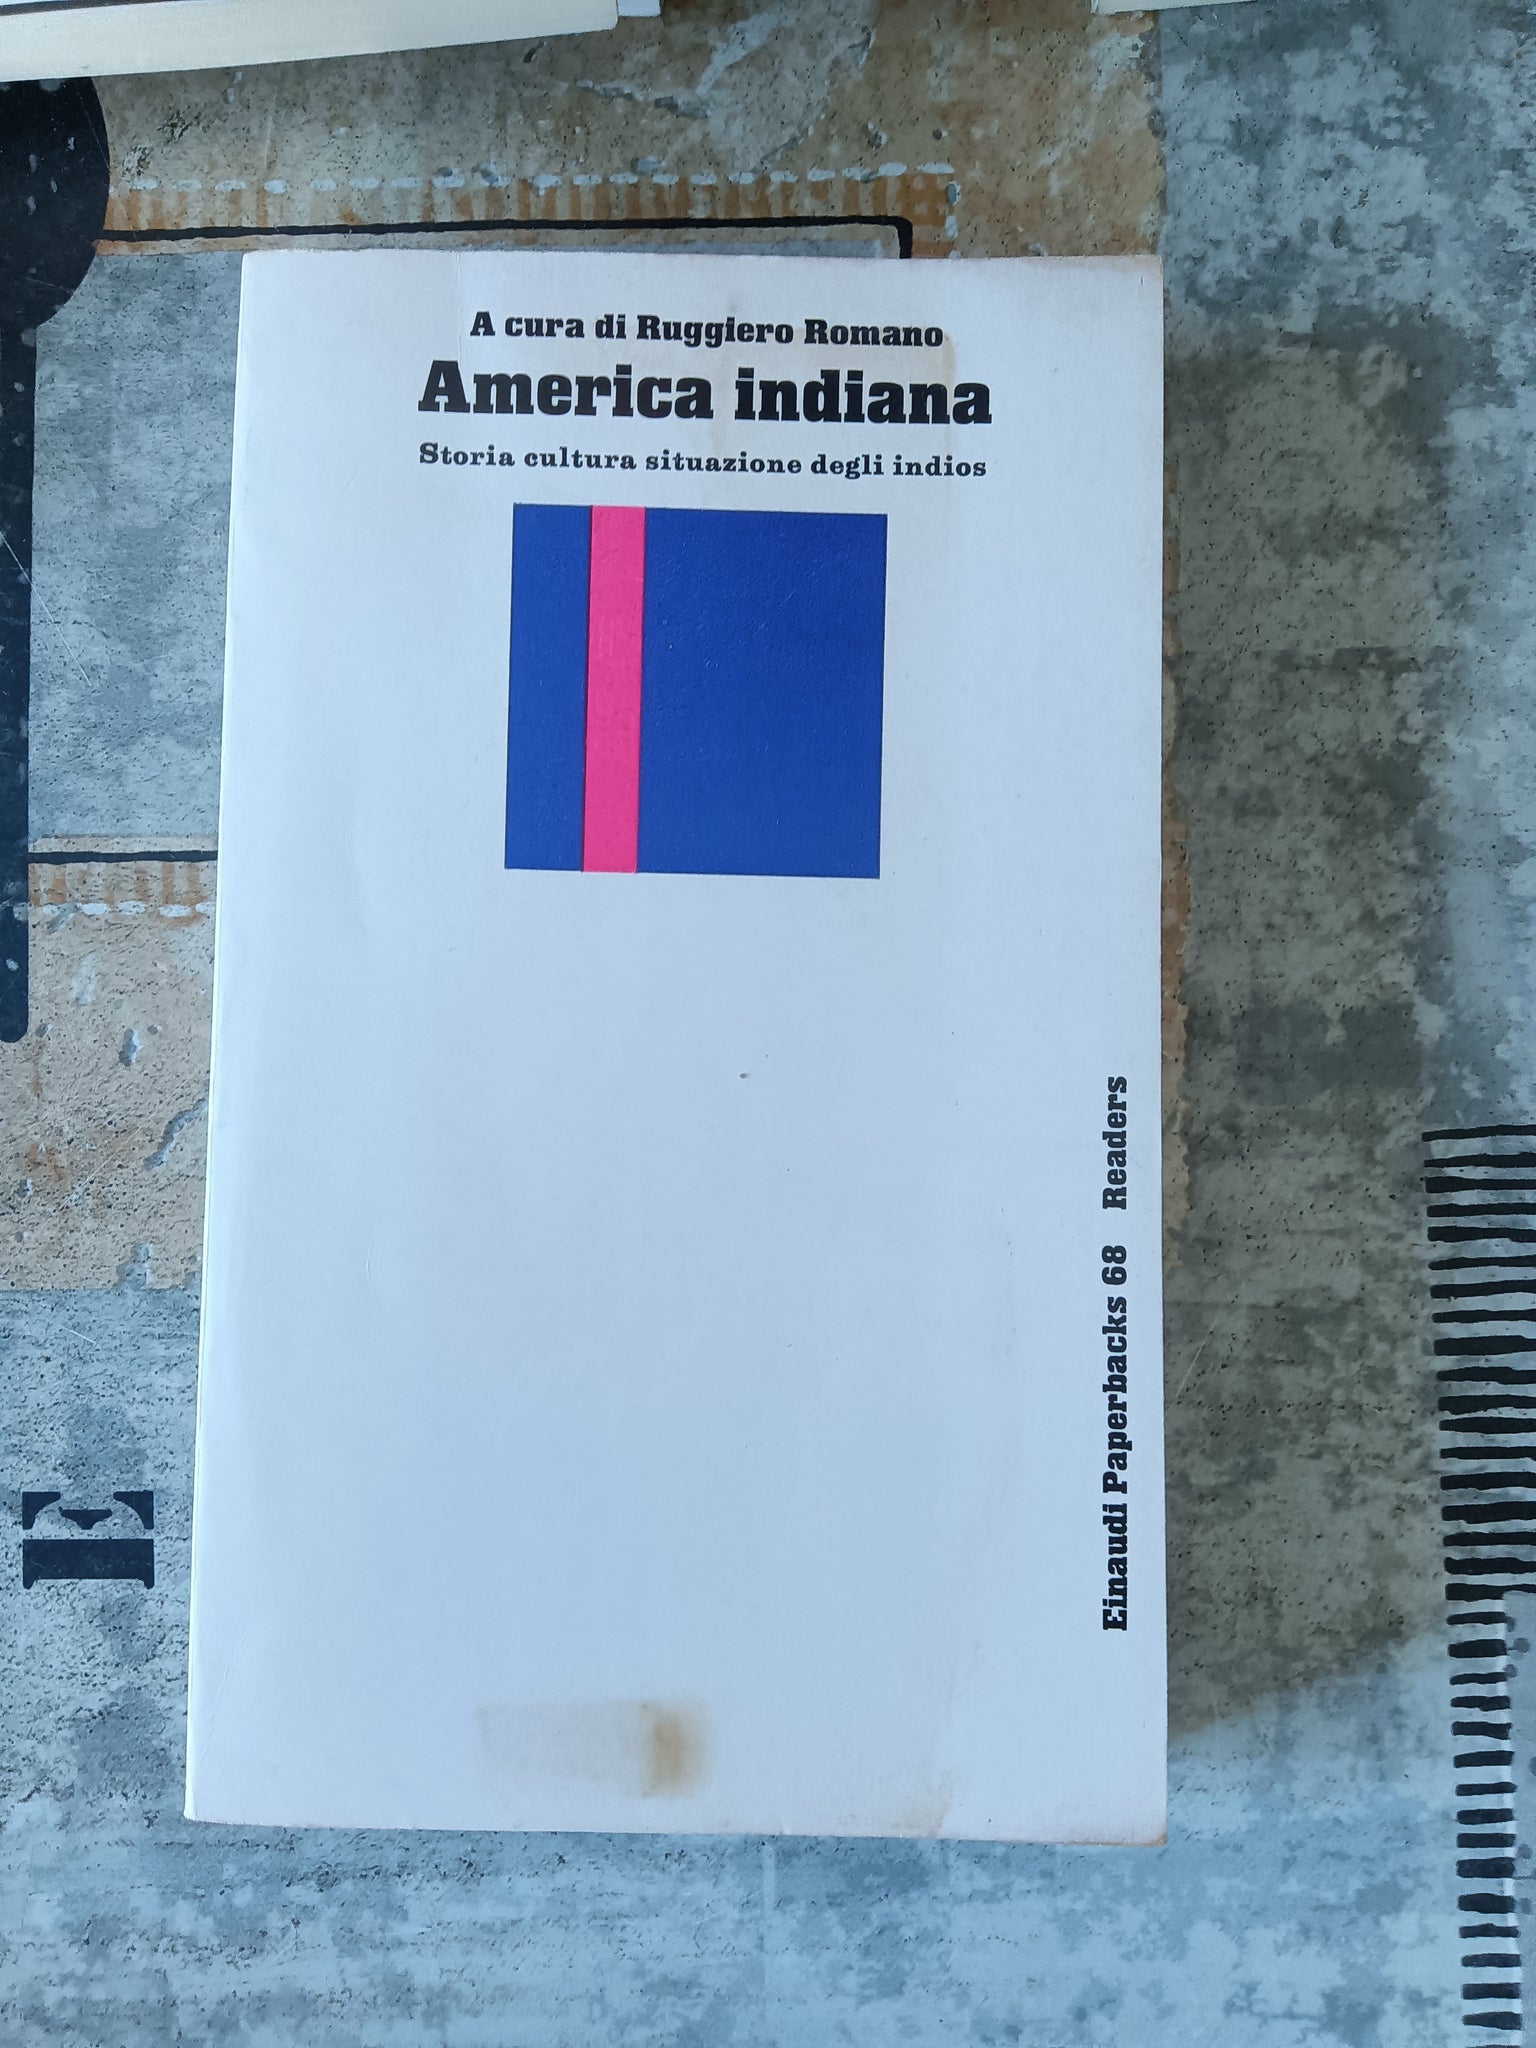 A cura di Ruggiero Romano
America indiana
Storia cultura situazione degli indios
Einaudi Paperbacks 68 Readers
E